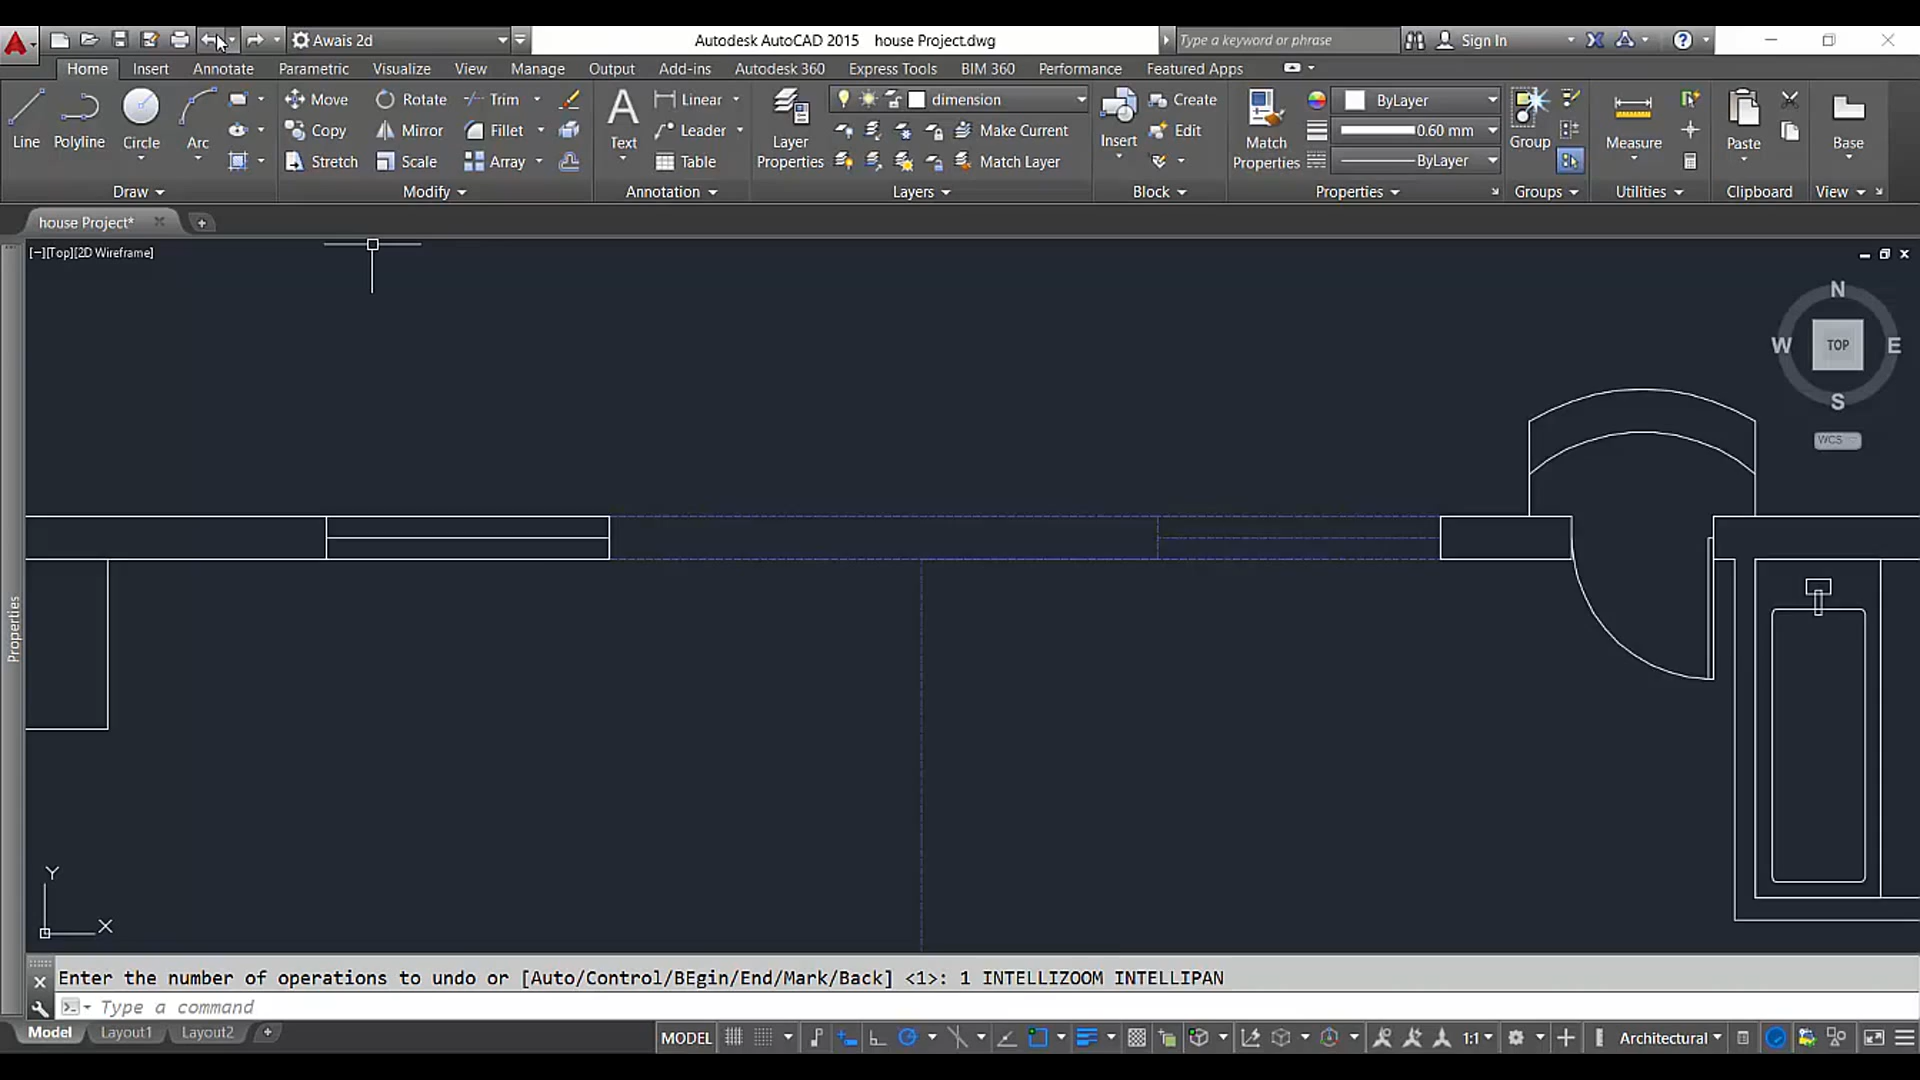 Awais 2d
Autodesk AutoCAD 2015 house Project.dwg
Type a keyword or phrase
Sign In
Home Insert Annotate Parametric Visualize View Manage Output Add-ins Autodesk 360 Express Tools BIM 360 Performance Featured Apps
Line Polyline Circle Arc
Move Rotate Trim
Copy Mirror Fillet
Stretch Scale Array
Text
Linear
Leader
Table
Layer Properties
dimension
Make Current
Match Layer
Insert
Create
Edit
Match Properties
ByLayer
0.60 mm
ByLayer
Group
Measure
Paste
Base
Draw Modify Annotation Layers Block Properties Groups Utilities Clipboard View
house Project*
[−][Top][2D Wireframe]
N
W TOP E
S
WCS
Properties
Y
X
Enter the number of operations to undo or [Auto/Control/BEgin/End/Mark/Back] <1>: 1 INTELLIZOOM INTELLIPAN
Type a command
Model Layout1 Layout2
MODEL
1:1
Architectural